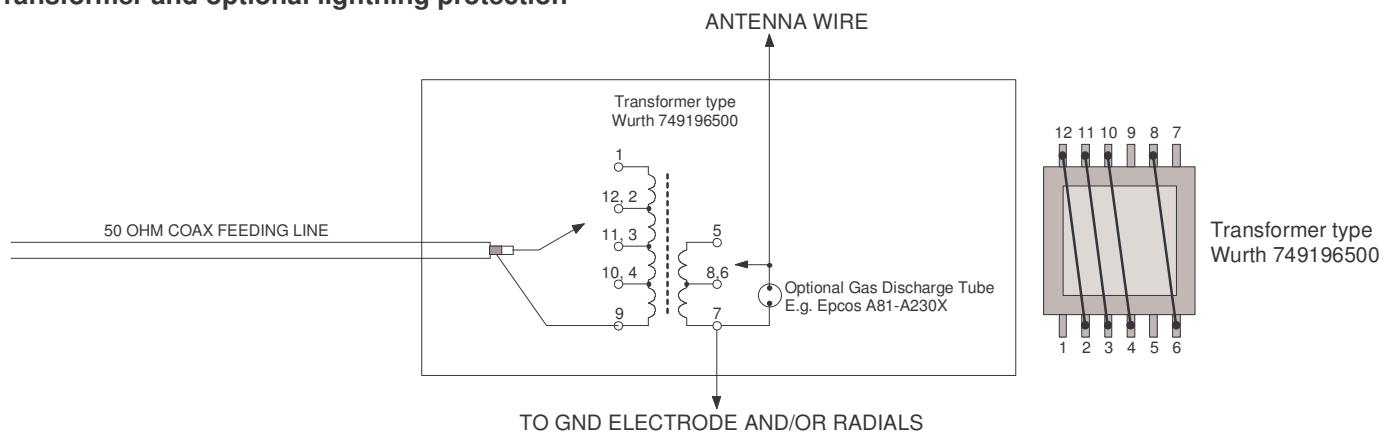 transformer and optional lightning protection
ANTENNA WIRE
Transformer type
Wurth 749196500
1
12, 2
11, 3
10, 4
9
5
8,6
7
50 OHM COAX FEEDING LINE
Optional Gas Discharge Tube
E.g. Epcos A81-A230X
TO GND ELECTRODE AND/OR RADIALS
12 11 10 9 8 7
Transformer type
Wurth 749196500
1 2 3 4 5 6